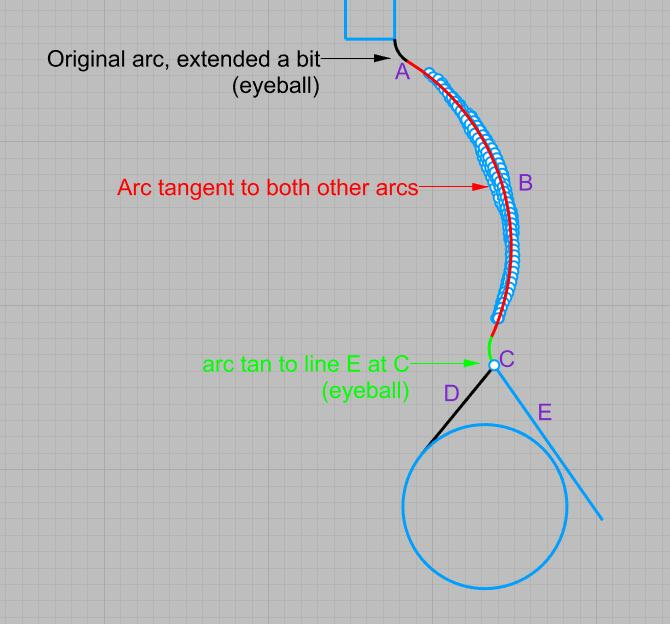 Original arc, extended a bit
(eyeball)
A
Arc tangent to both other arcs
B
arc tan to line E at C
(eyeball)
C
D
E